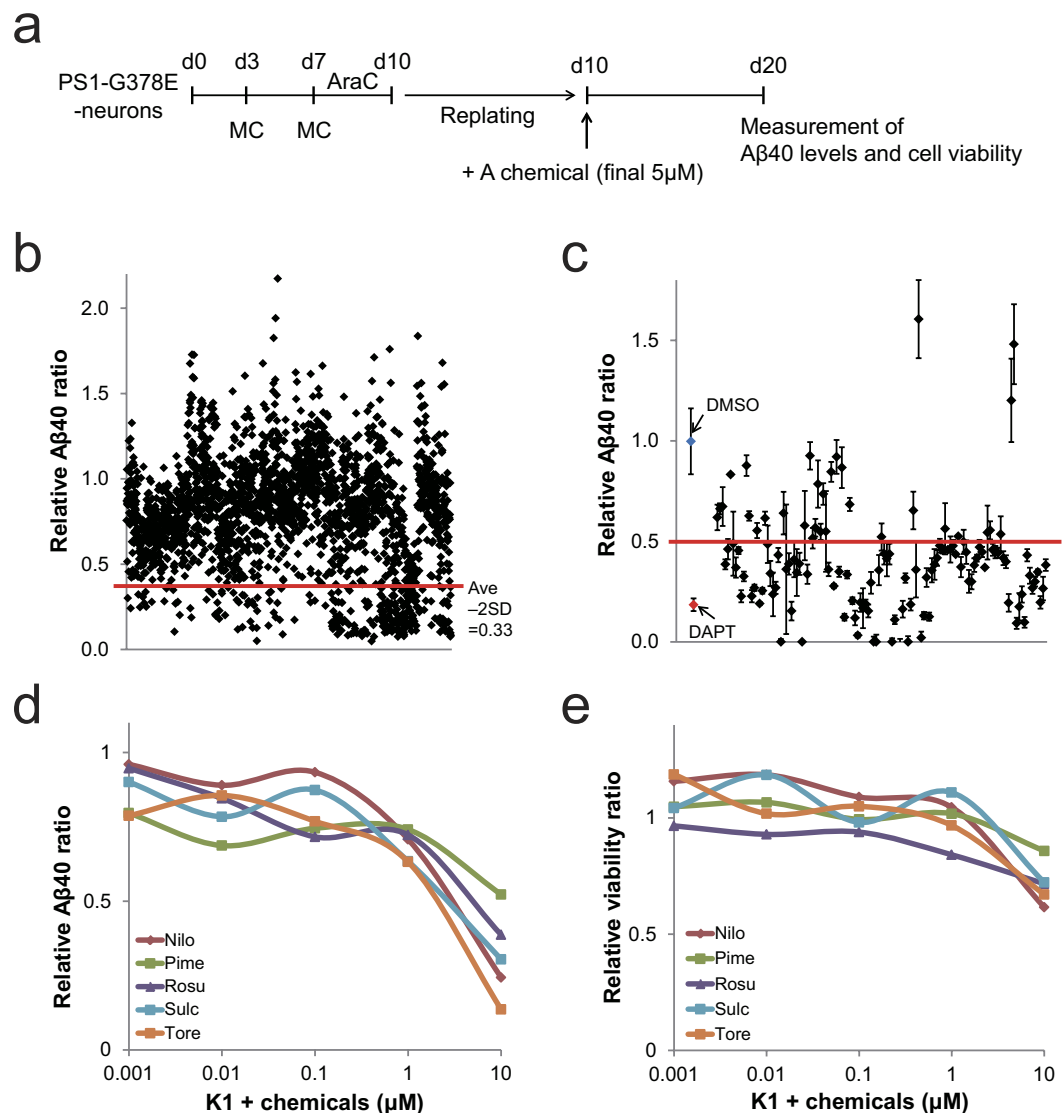 a
d0 d3 d7 d10 d10 d20
AraC
PS1-G378E
-neurons
MC MC
Replating
+ A chemical (final 5μM)
Measurement of
Aβ40 levels and cell viability
b
Relative Aβ40 ratio
2.0
1.5
1.0
0.5
0.0
Ave
–2SD
=0.33
c
Relative Aβ40 ratio
1.5
1.0
0.5
0.0
DMSO
DAPT
d
Relative Aβ40 ratio
1
0.5
0
Nilo
Pime
Rosu
Sulc
Tore
0.001 0.01 0.1 1 10
K1 + chemicals (μM)
e
Relative viability ratio
1
0.5
0
Nilo
Pime
Rosu
Sulc
Tore
0.001 0.01 0.1 1 10
K1 + chemicals (μM)